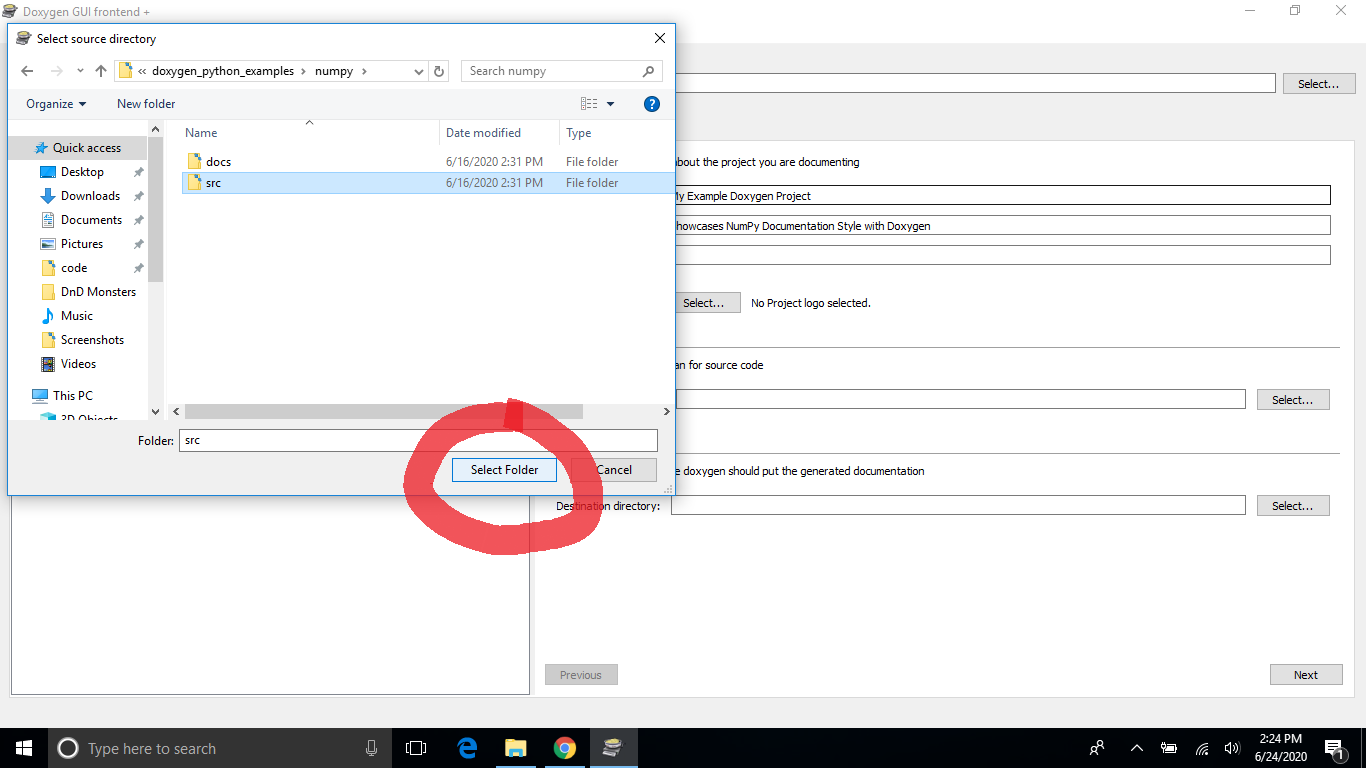 Doxygen GUI frontend +
Select source directory
« doxygen_python_examples > numpy >
Search numpy
Select...
Organize
New folder
?
Name
Date modified
Type
Quick access
Desktop
Downloads
Documents
Pictures
code
DnD Monsters
Music
Screenshots
Videos
This PC
3D Objects
docs 6/16/2020 2:31 PM File folder
src 6/16/2020 2:31 PM File folder
Folder: src
Select Folder
Cancel
about the project you are documenting
My Example Doxygen Project
howcases NumPy Documentation Style with Doxygen
Select...
No Project logo selected.
an for source code
Select...
e doxygen should put the generated documentation
Destination directory:
Select...
Previous
Next
Type here to search
2:24 PM
6/24/2020
1